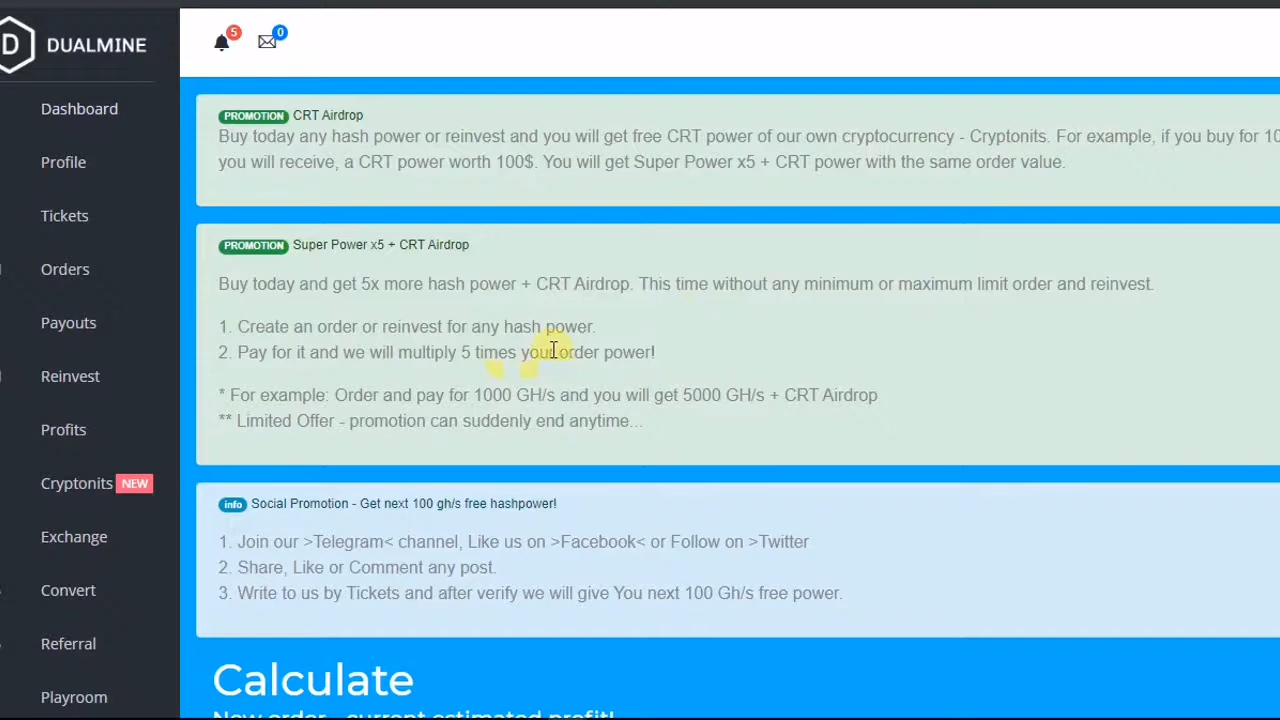 D DUALMINE
5
0
Dashboard
Profile
Tickets
Orders
Payouts
Reinvest
Profits
Cryptonits NEW
Exchange
Convert
Referral
Playroom
PROMOTION CRT Airdrop
Buy today any hash power or reinvest and you will get free CRT power of our own cryptocurrency - Cryptonits. For example, if you buy for 10
you will receive, a CRT power worth 100$. You will get Super Power x5 + CRT power with the same order value.
PROMOTION Super Power x5 + CRT Airdrop
Buy today and get 5x more hash power + CRT Airdrop. This time without any minimum or maximum limit order and reinvest.
1. Create an order or reinvest for any hash power.
2. Pay for it and we will multiply 5 times your order power!
* For example: Order and pay for 1000 GH/s and you will get 5000 GH/s + CRT Airdrop
** Limited Offer - promotion can suddenly end anytime...
info Social Promotion - Get next 100 gh/s free hashpower!
1. Join our >Telegram< channel, Like us on >Facebook< or Follow on >Twitter
2. Share, Like or Comment any post.
3. Write to us by Tickets and after verify we will give You next 100 Gh/s free power.
Calculate
New order - current estimated profit!